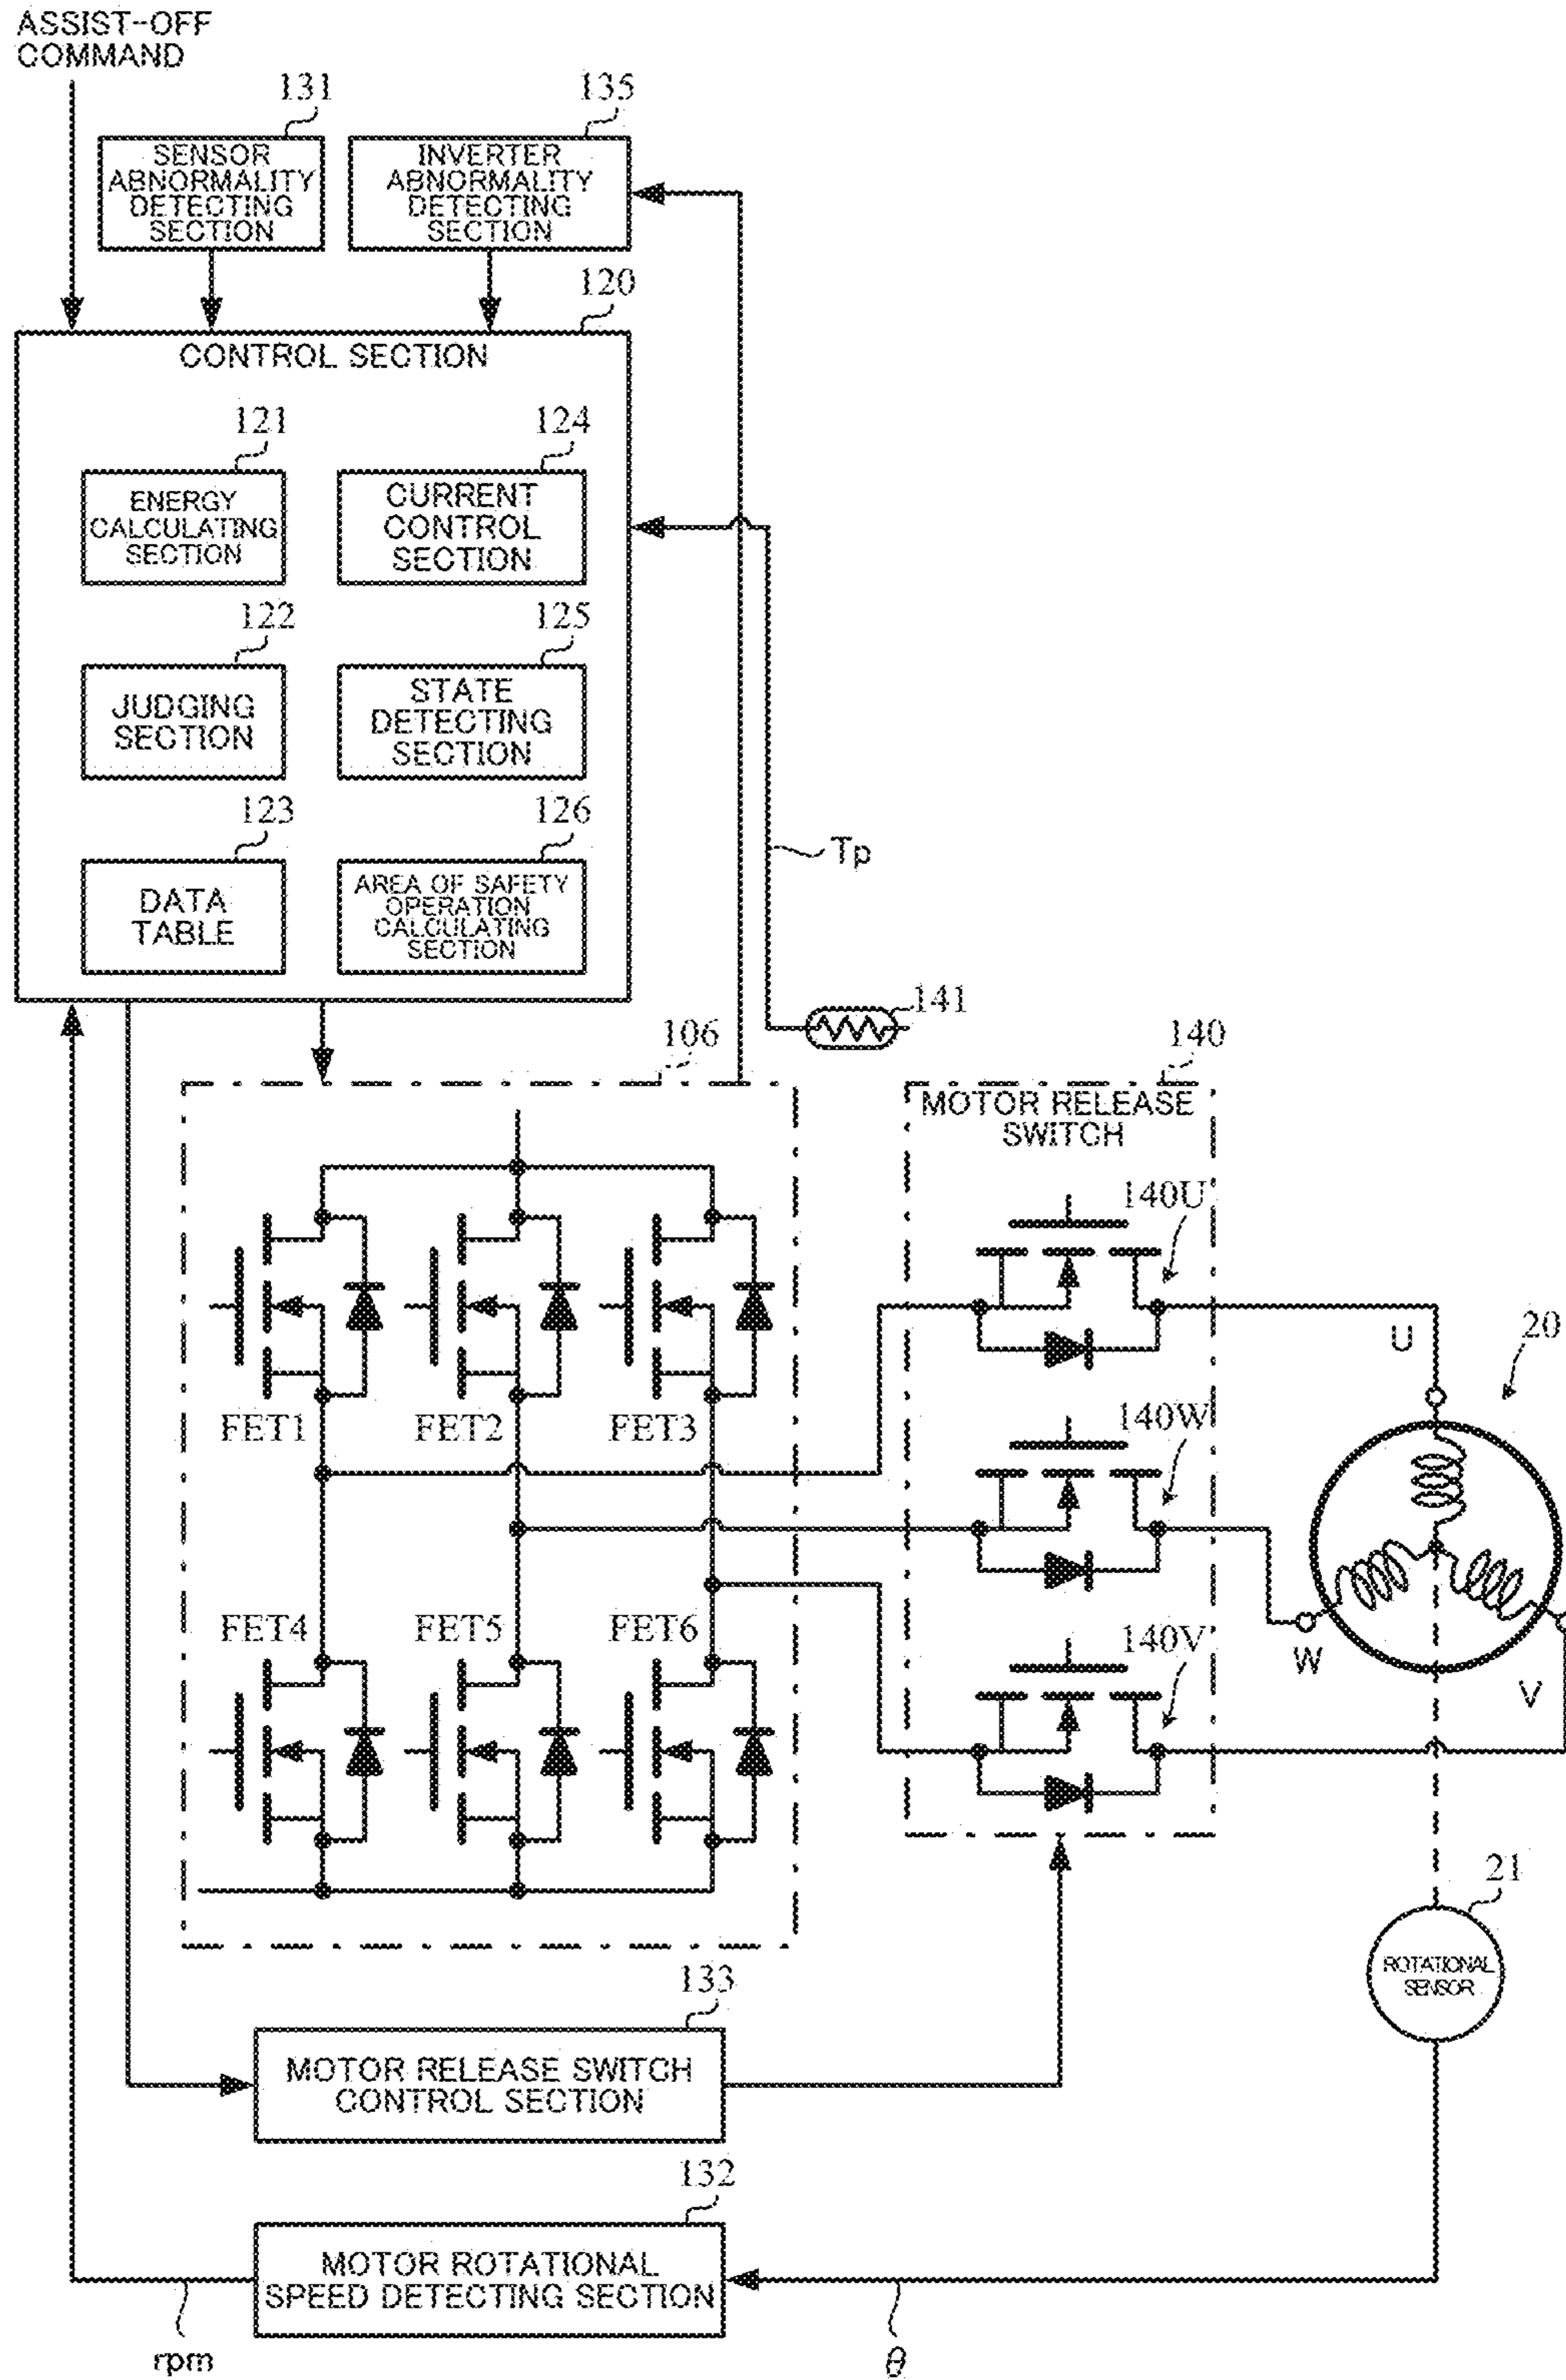 ASSIST-OFF
COMMAND
131
135
SENSOR
ABNORMALITY
DETECTING
SECTION
INVERTER
ABNORMALITY
DETECTING
SECTION
120
CONTROL SECTION
121
124
ENERGY
CALCULATING
SECTION
CURRENT
CONTROL
SECTION
122
125
JUDGING
SECTION
STATE
DETECTING
SECTION
123
126
DATA
TABLE
AREA OF SAFETY
OPERATION
CALCULATING
SECTION
Tp
141
106
140
MOTOR RELEASE
SWITCH
140U
U
20
FET1
FET2
FET3
140W
FET4
FET5
FET6
140V
W
V
21
ROTATIONAL
SENSOR
133
MOTOR RELEASE SWITCH
CONTROL SECTION
132
MOTOR ROTATIONAL
SPEED DETECTING SECTION
rpm
θ